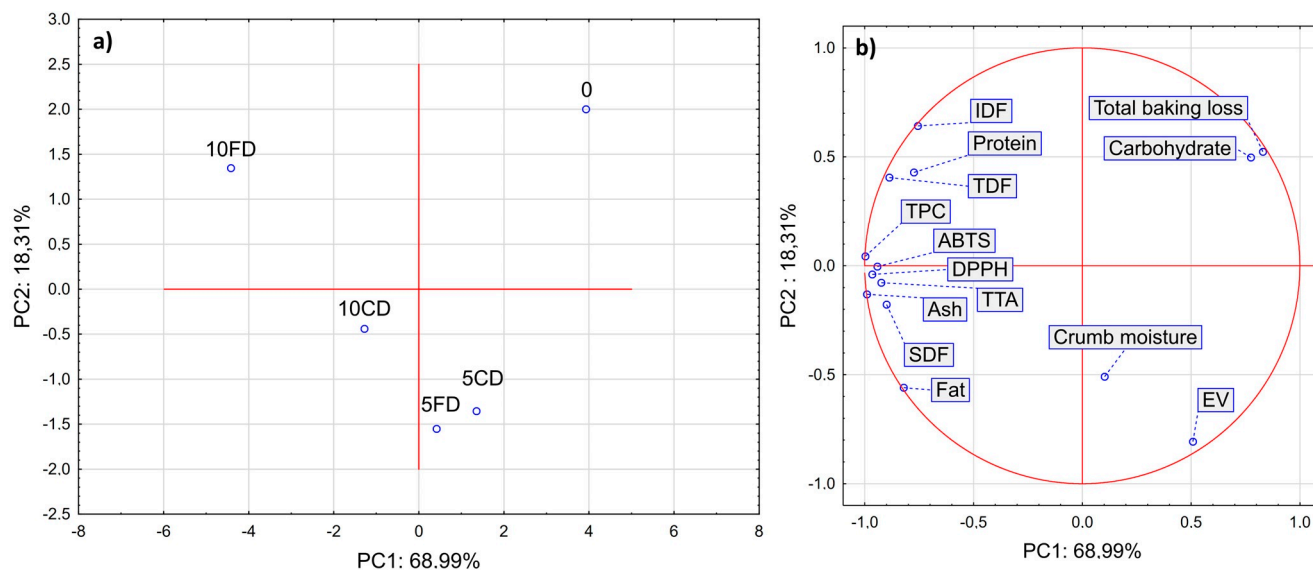 a)
3.0
2.5
2.0
1.5
1.0
0.5
0.0
-0.5
-1.0
-1.5
-2.0
-2.5
PC2: 18,31%
0
10FD
10CD
5CD
5FD
-8
-6
-4
-2
0
2
4
6
8
PC1: 68.99%
b)
1.0
0.5
0.0
-0.5
-1.0
PC2 : 18,31%
IDF
Total baking loss
Protein
Carbohydrate
TDF
TPC
ABTS
DPPH
TTA
Ash
Crumb moisture
SDF
Fat
EV
-1.0
-0.5
0.0
0.5
1.0
PC1: 68,99%